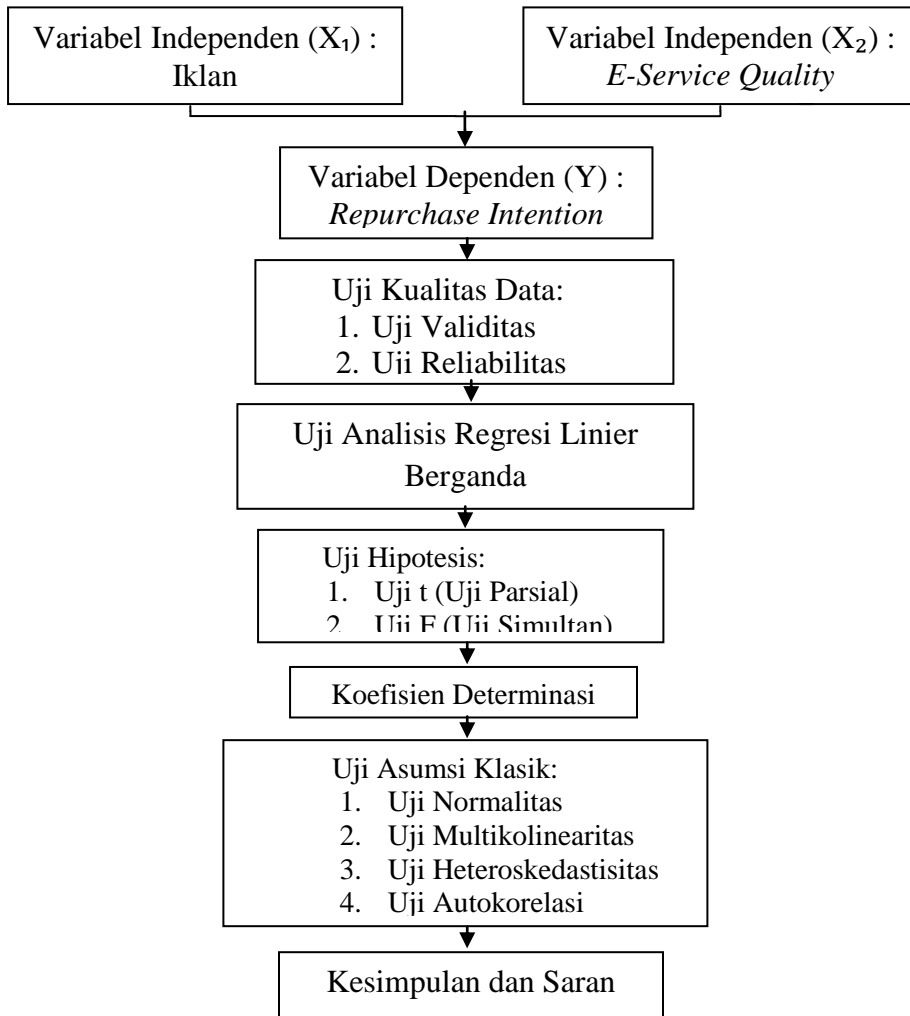 Variabel Independen (X₁) :
Iklan
Variabel Independen (X₂) :
E-Service Quality
Variabel Dependen (Y) :
Repurchase Intention
Uji Kualitas Data:
1. Uji Validitas
2. Uji Reliabilitas
Uji Analisis Regresi Linier
Berganda
Uji Hipotesis:
1. Uji t (Uji Parsial)
2. Uji F (Uji Simultan)
Koefisien Determinasi
Uji Asumsi Klasik:
1. Uji Normalitas
2. Uji Multikolinearitas
3. Uji Heteroskedastisitas
4. Uji Autokorelasi
Kesimpulan dan Saran